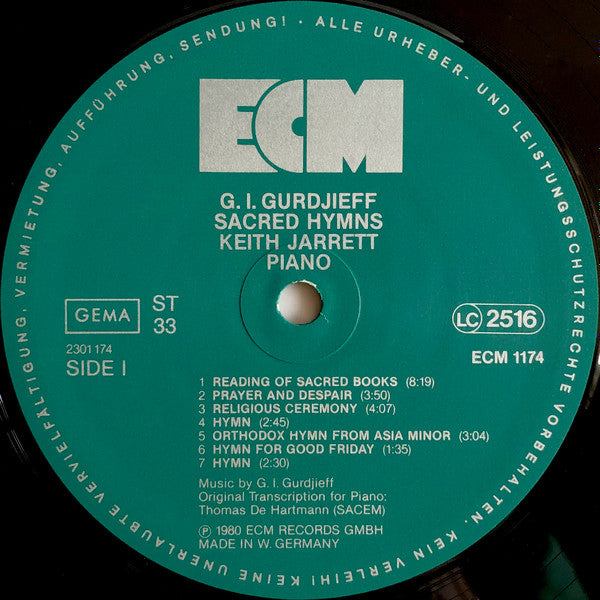 ALLE URHEBER- UND LEISTUNGSSCHUTZRECHTE VORBEHALTEN. KEIN VERLEIH! KEINE UNERLAUBTE VERVIELFÄLTIGUNG, VERMIETUNG, AUFFÜHRUNG, SENDUNG! ·
ECM
G. I. GURDJIEFF
SACRED HYMNS
KEITH JARRETT
PIANO
GEMA
ST
33
LC 2516
2301 174
SIDE I
ECM 1174
1 READING OF SACRED BOOKS (8:19)
2 PRAYER AND DESPAIR (3:50)
3 RELIGIOUS CEREMONY (4:07)
4 HYMN (2:45)
5 ORTHODOX HYMN FROM ASIA MINOR (3:04)
6 HYMN FOR GOOD FRIDAY (1:35)
7 HYMN (2:30)
Music by G. I. Gurdjieff
Original Transcription for Piano:
Thomas De Hartmann (SACEM)
Ⓟ 1980 ECM RECORDS GMBH
MADE IN W. GERMANY